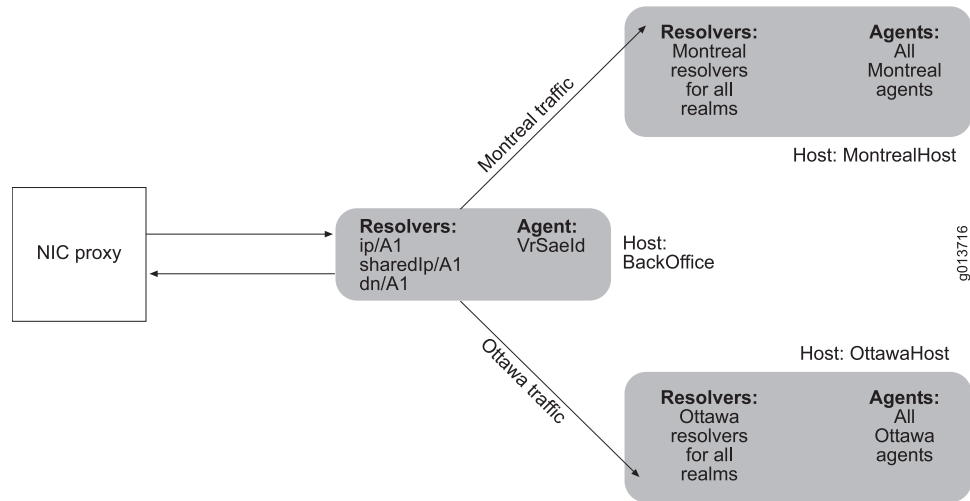 Resolvers:
Montreal
resolvers
for all
realms
Agents:
All
Montreal
agents
Host: MontrealHost
Montreal traffic
NIC proxy
Resolvers:
ip/A1
sharedIp/A1
dn/A1
Agent:
VrSaeId
Host:
BackOffice
g013716
Ottawa traffic
Host: OttawaHost
Resolvers:
Ottawa
resolvers
for all
realms
Agents:
All
Ottawa
agents